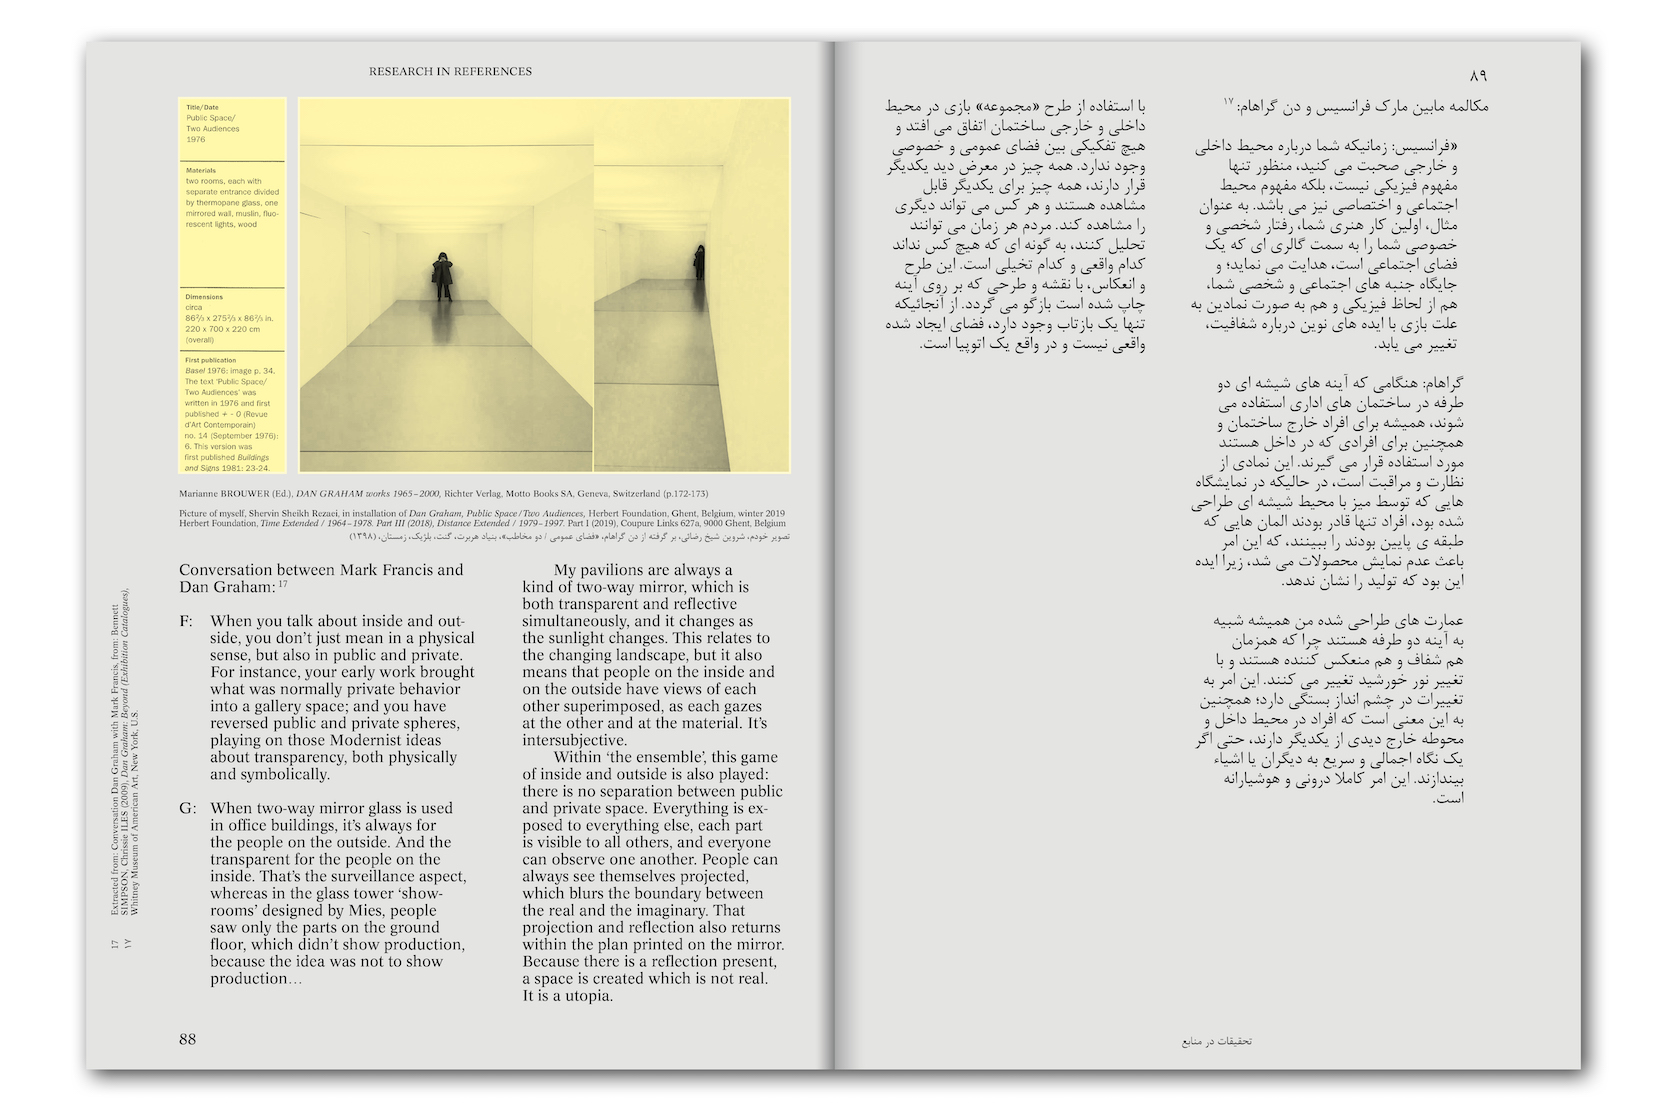 RESEARCH IN REFERENCES
Title/Date
Public Space/
Two Audiences
1976
Materials
two rooms, each with
separate entrance divided
by thermopane glass, one
mirrored wall, muslin, fluo-
rescent lights, wood
Dimensions
circa
86⅔ x 275⅔ x 86⅔ in.
220 x 700 x 220 cm
(overall)
First publication
Basel 1976: image p. 34.
The text 'Public Space/
Two Audiences' was
written in 1976 and first
published + - 0 (Revue
d'Art Contemporain)
no. 14 (September 1976):
6. This version was
first published Buildings
and Signs 1981: 23-24.
Marianne BROUWER (Ed.), DAN GRAHAM works 1965–2000, Richter Verlag, Motto Books SA, Geneva, Switzerland (p.172-173)
Picture of myself, Shervin Sheikh Rezaei, in installation of Dan Graham, Public Space/Two Audiences, Herbert Foundation, Ghent, Belgium, winter 2019
Herbert Foundation, Time Extended / 1964–1978. Part III (2018), Distance Extended / 1979–1997. Part I (2019), Coupure Links 627a, 9000 Ghent, Belgium
تصویر خودم، شروین شیخ رضائی، بر گرفته از دن گراهام، «فضای عمومی / دو مخاطب»، بنیاد هربرت، گنت، بلژیک، زمستان، (۱۳۹۸)
Conversation between Mark Francis and
Dan Graham: 17
F: When you talk about inside and out-
side, you don't just mean in a physical
sense, but also in public and private.
For instance, your early work brought
what was normally private behavior
into a gallery space; and you have
reversed public and private spheres,
playing on those Modernist ideas
about transparency, both physically
and symbolically.
G: When two-way mirror glass is used
in office buildings, it's always for
the people on the outside. And the
transparent for the people on the
inside. That's the surveillance aspect,
whereas in the glass tower 'show-
rooms' designed by Mies, people
saw only the parts on the ground
floor, which didn't show production,
because the idea was not to show
production…
My pavilions are always a
kind of two-way mirror, which is
both transparent and reflective
simultaneously, and it changes as
the sunlight changes. This relates to
the changing landscape, but it also
means that people on the inside and
on the outside have views of each
other superimposed, as each gazes
at the other and at the material. It's
intersubjective.
Within 'the ensemble', this game
of inside and outside is also played:
there is no separation between public
and private space. Everything is ex-
posed to everything else, each part
is visible to all others, and everyone
can observe one another. People can
always see themselves projected,
which blurs the boundary between
the real and the imaginary. That
projection and reflection also returns
within the plan printed on the mirror.
Because there is a reflection present,
a space is created which is not real.
It is a utopia.
17 Extracted from: Conversation Dan Graham with Mark Francis, from: Bennett
۱۷ SIMPSON, Chrissie ILES (2009), Dan Graham: Beyond (Exhibition Catalogues),
Whitney Museum of American Art, New York, U.S.
88
۸۹
مکالمه مابین مارک فرانسیس و دن گراهام: ۱۷
«فرانسیس: زمانیکه شما درباره محیط داخلی
و خارجی صحبت می کنید، منظور تنها
مفهوم فیزیکی نیست، بلکه مفهوم محیط
اجتماعی و اختصاصی نیز می باشد. به عنوان
مثال، اولین کار هنری شما، رفتار شخصی و
خصوصی شما را به سمت گالری ای که یک
فضای اجتماعی است، هدایت می نماید؛ و
جایگاه جنبه های اجتماعی و شخصی شما،
هم از لحاظ فیزیکی و هم به صورت نمادین به
علت بازی با ایده های نوین درباره شفافیت،
تغییر می یابد.
گراهام: هنگامی که آینه های شیشه ای دو
طرفه در ساختمان های اداری استفاده می
شوند، همیشه برای افراد خارج ساختمان و
همچنین برای افرادی که در داخل هستند
مورد استفاده قرار می گیرند. این نمادی از
نظارت و مراقبت است، در حالیکه در نمایشگاه
هایی که توسط میز با محیط شیشه ای طراحی
شده بود، افراد تنها قادر بودند المان هایی که
طبقه ی پایین بودند را ببینند، که این امر
باعث عدم نمایش محصولات می شد، زیرا ایده
این بود که تولید را نشان ندهد.
عمارت های طراحی شده من همیشه شبیه
به آینه دو طرفه هستند چرا که همزمان
هم شفاف و هم منعکس کننده هستند و با
تغییر نور خورشید تغییر می کنند. این امر به
تغییرات در چشم انداز بستگی دارد؛ همچنین
به این معنی است که افراد در محیط داخل و
محوطه خارج دیدی از یکدیگر دارند، حتی اگر
یک نگاه اجمالی و سریع به دیگران یا اشیاء
بیندازند. این امر کاملا درونی و هوشیارانه
است.
با استفاده از طرح «مجموعه» بازی در محیط
داخلی و خارجی ساختمان اتفاق می افتد و
هیچ تفکیکی بین فضای عمومی و خصوصی
وجود ندارد. همه چیز در معرض دید یکدیگر
قرار دارند، همه چیز برای یکدیگر قابل
مشاهده هستند و هر کس می تواند دیگری
را مشاهده کند. مردم هر زمان می توانند
تحلیل کنند، به گونه ای که هیچ کس نداند
کدام واقعی و کدام تخیلی است. این طرح
و انعکاس، با نقشه و طرحی که بر روی آینه
چاپ شده است بازگو می گردد. از آنجائیکه
تنها یک بازتاب وجود دارد، فضای ایجاد شده
واقعی نیست و در واقع یک اتوپیا است.
تحقیقات در منابع